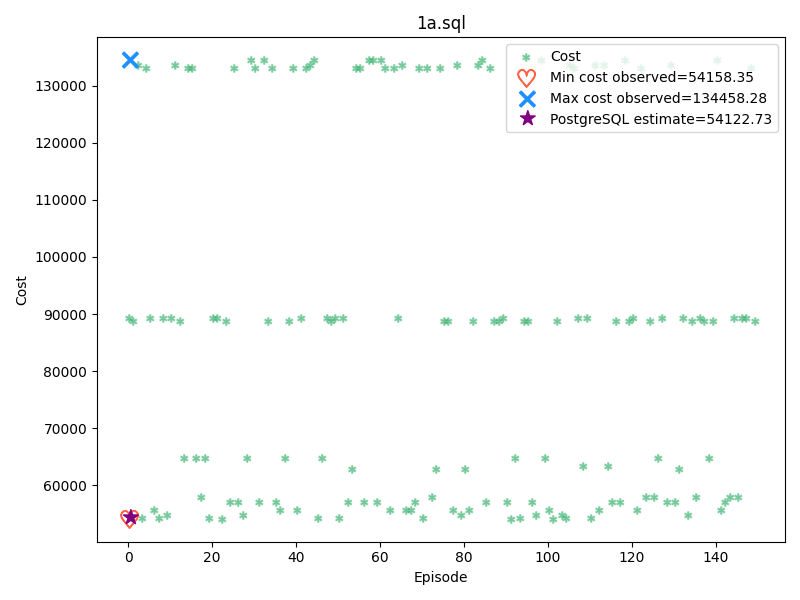 1a.sql
Cost
Min cost observed=54158.35
Max cost observed=134458.28
PostgreSQL estimate=54122.73
130000
120000
110000
100000
90000
80000
70000
60000
Cost
0
20
40
60
80
100
120
140
Episode